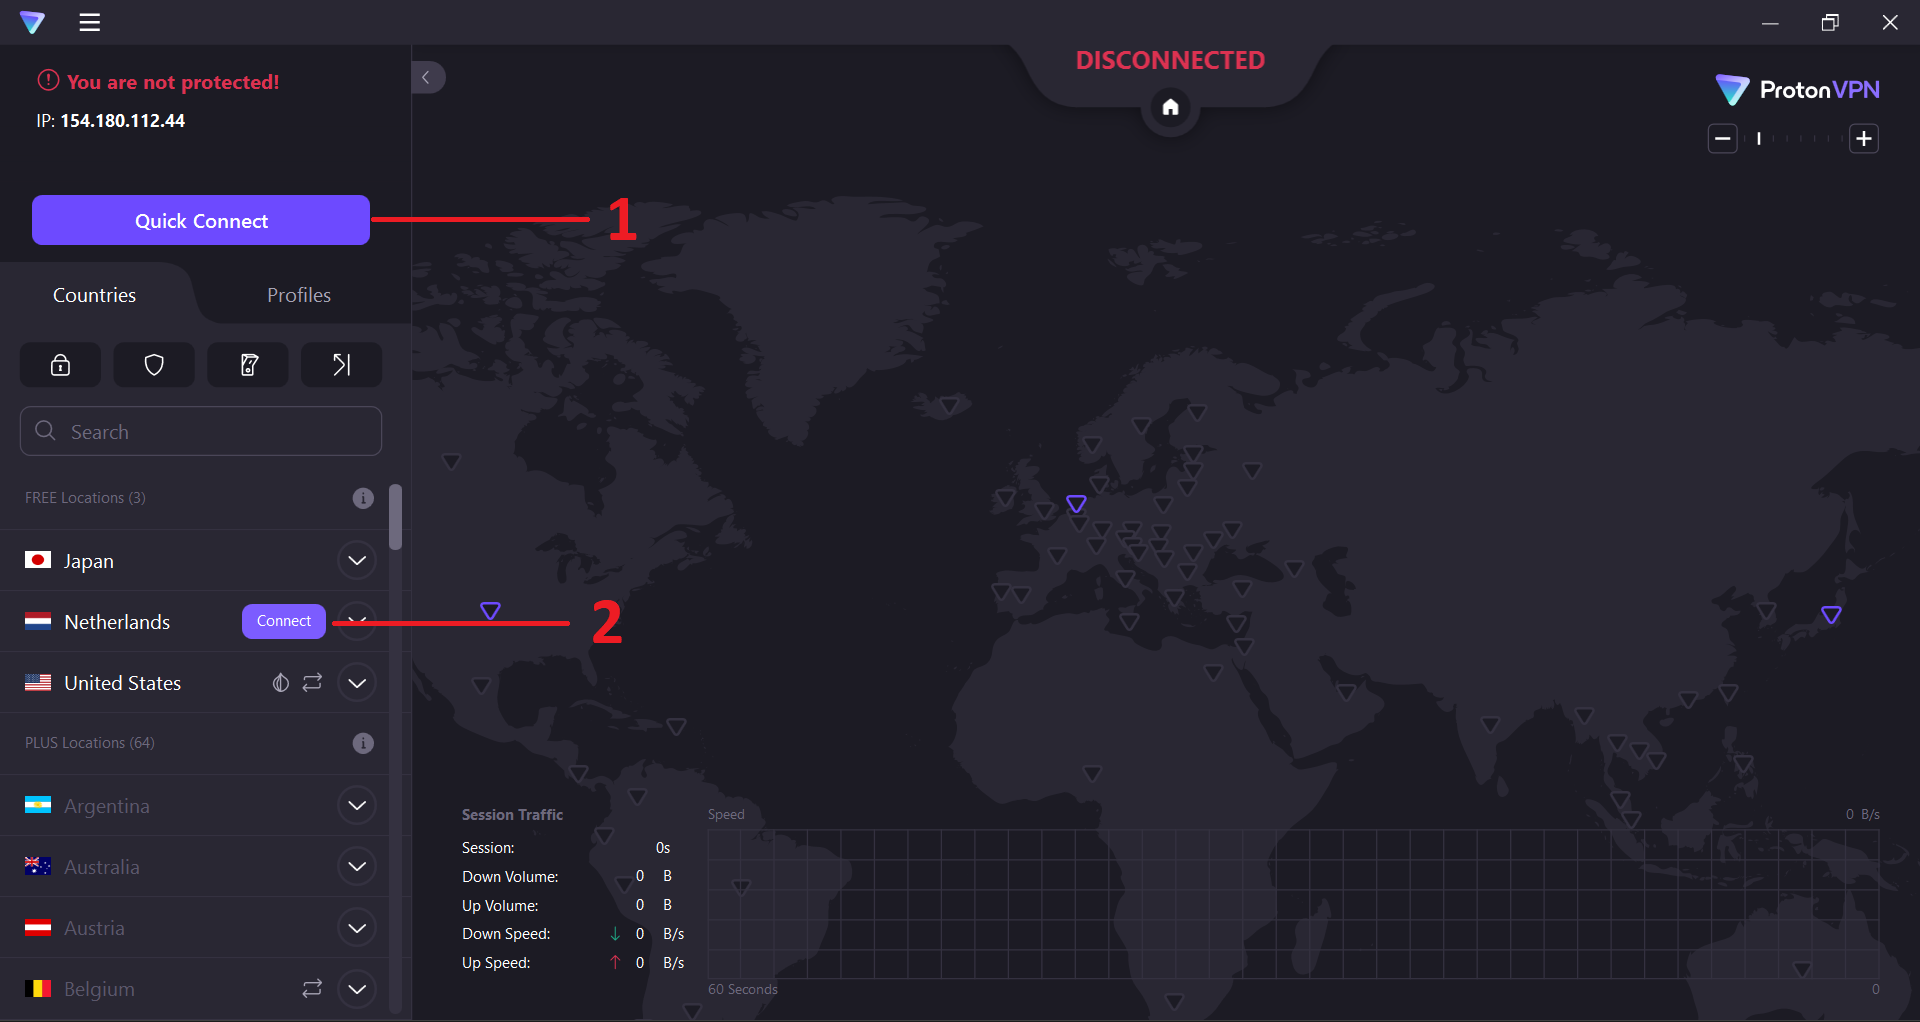 DISCONNECTED
You are not protected!
IP: 154.180.112.44
ProtonVPN
Quick Connect
1
Countries
Profiles
Search
FREE Locations (3)
Japan
Netherlands
Connect
2
United States
PLUS Locations (64)
Argentina
Australia
Austria
Belgium
Session Traffic
Session: 0s
Down Volume: 0 B
Up Volume: 0 B
Down Speed: ↓ 0 B/s
Up Speed: ↑ 0 B/s
Speed
0 B/s
60 Seconds
0